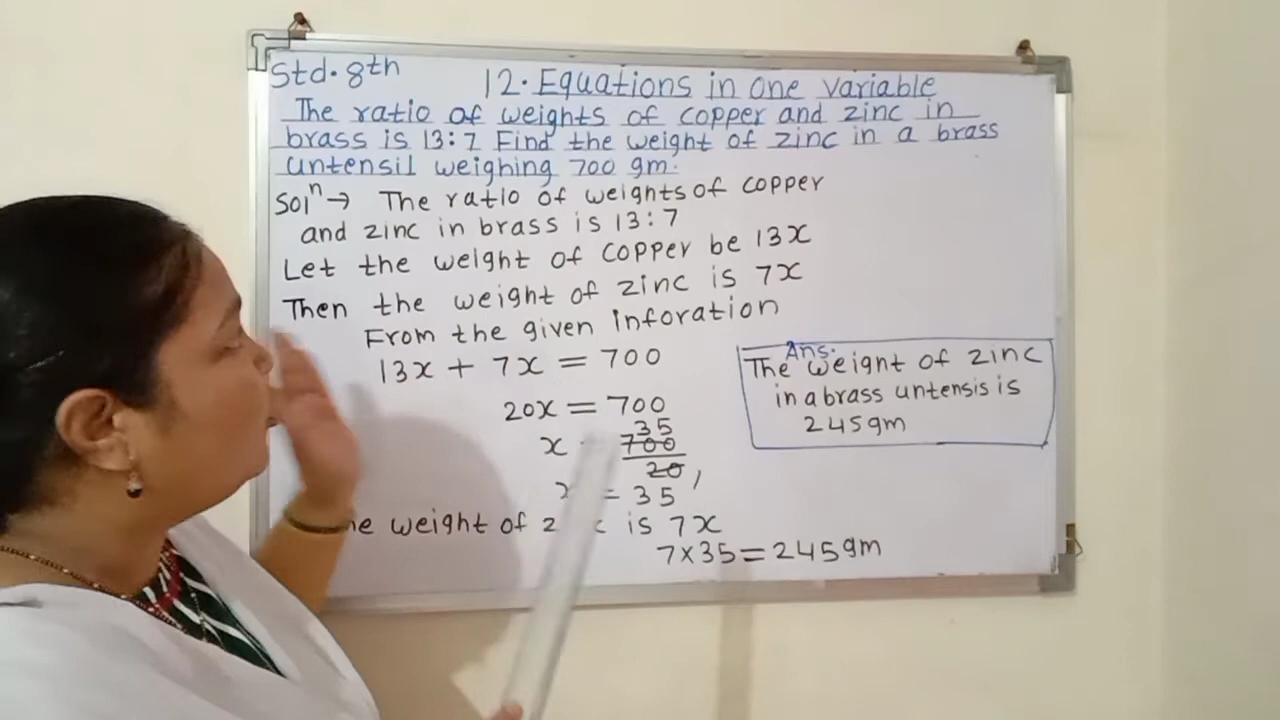 Std. 8th
12. Equations in one variable
The ratio of weights of copper and zinc in
brass is 13:7 Find the weight of zinc in a brass
untensil weighing 700 gm.
Solⁿ → The ratio of weights of copper
and zinc in brass is 13:7
Let the weight of copper be 13x
Then the weight of zinc is 7x
From the given inforation
13x + 7x = 700
20x = 700
35
x 700
20,
= 35
weight of is 7x
7×35 = 245gm
Ans.
The weignt of zinc
in a brass untensis is
245gm